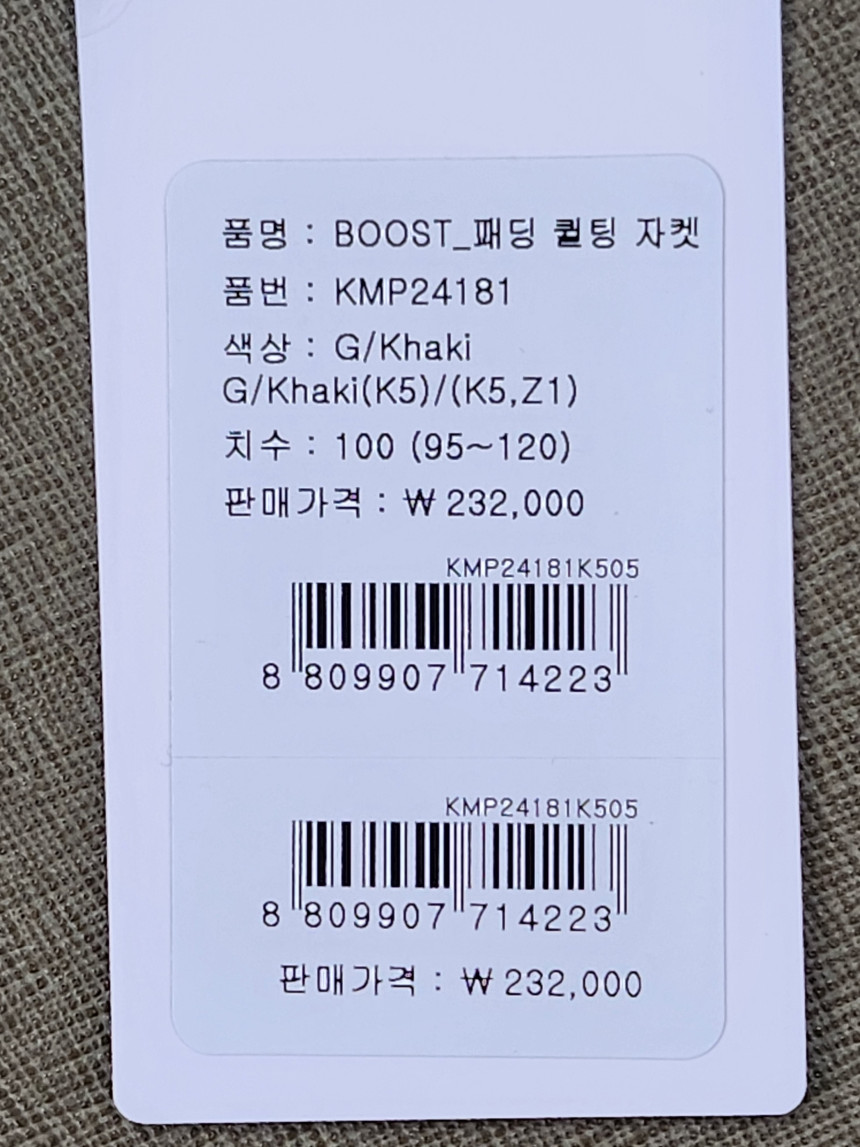 품명 : BOOST_패딩 퀼팅 자켓
품번 : KMP24181
색상 : G/Khaki
G/Khaki(K5)/(K5,Z1)
치수 : 100 (95~120)
판매가격 : ₩ 232,000
KMP24181K505
8 809907 714223
KMP24181K505
8 809907 714223
판매가격 : ₩ 232,000